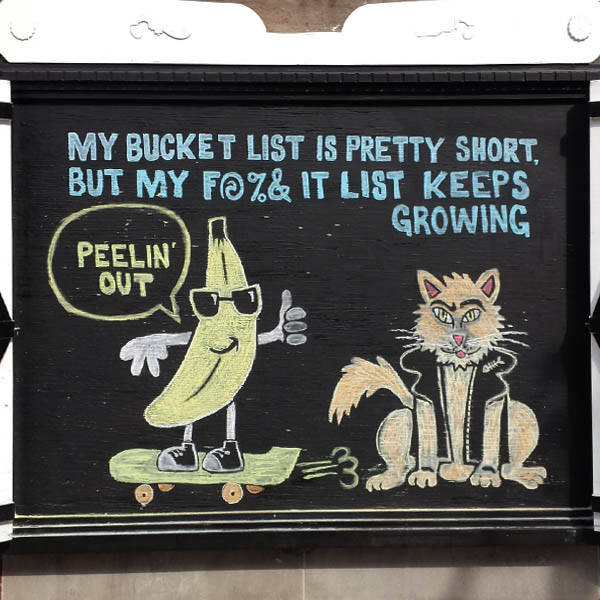 MY BUCKET LIST IS PRETTY SHORT,
BUT MY F@%& IT LIST KEEPS
GROWING
PEELIN'
OUT